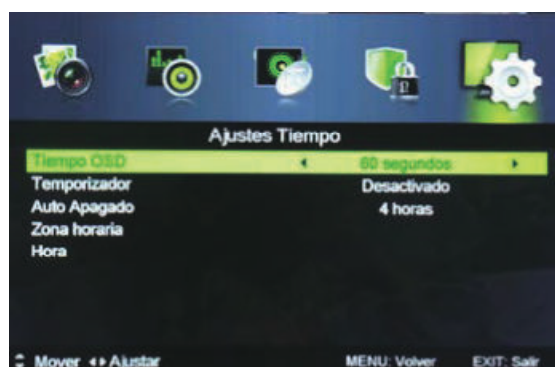 Ajustes Tiempo
Tiempo OSD 60 segundos
Temporizador Desactivado
Auto Apagado 4 horas
Zona horaria
Hora
Mover Ajustar MENU: Volver EXIT: Salir